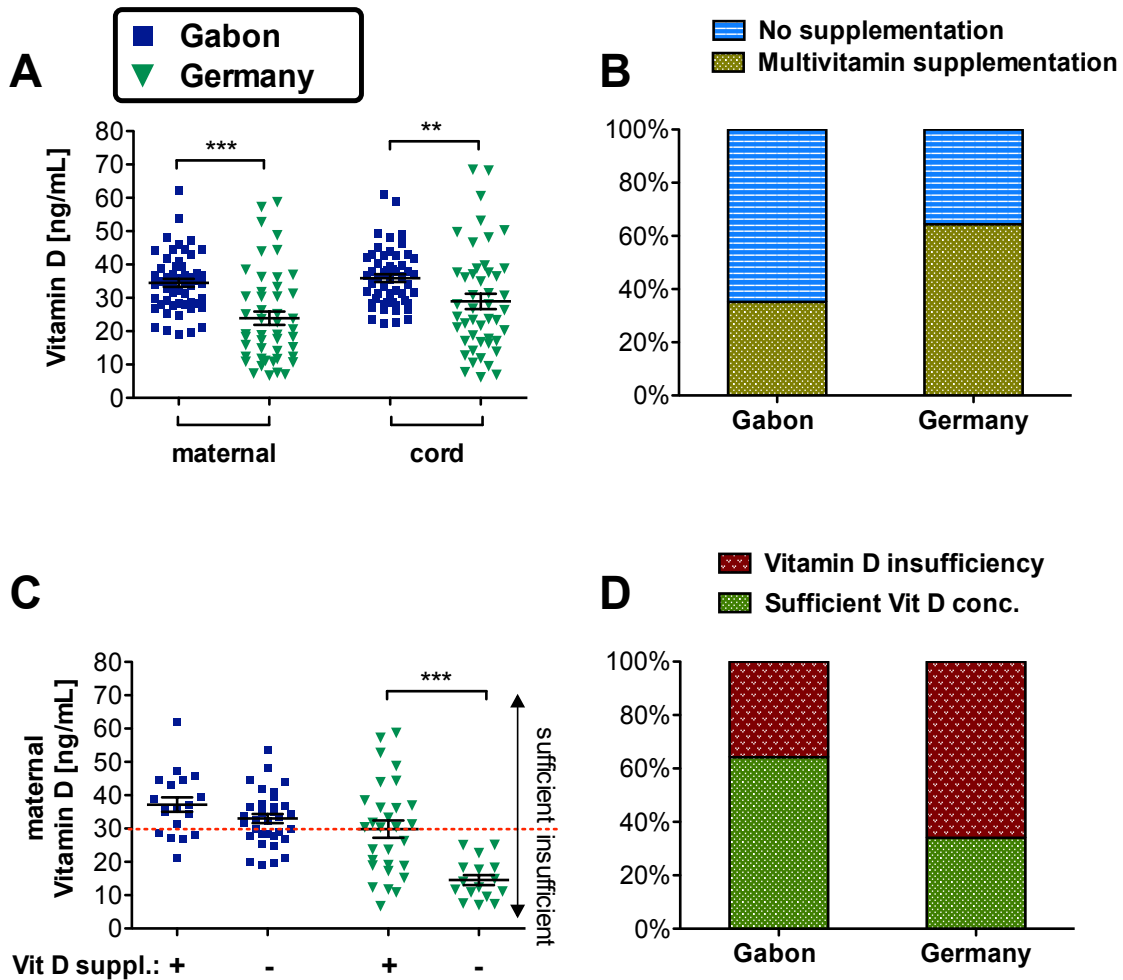 A
Gabon
Germany
Vitamin D [ng/mL]
80
70
60
50
40
30
20
10
0
***
**
maternal
cord
B
No supplementation
Multivitamin supplementation
100%
80%
60%
40%
20%
0%
Gabon
Germany
C
maternal
Vitamin D [ng/mL]
80
70
60
50
40
30
20
10
0
***
sufficient
insufficient
Vit D suppl.: + - + -
D
Vitamin D insufficiency
Sufficient Vit D conc.
100%
80%
60%
40%
20%
0%
Gabon
Germany